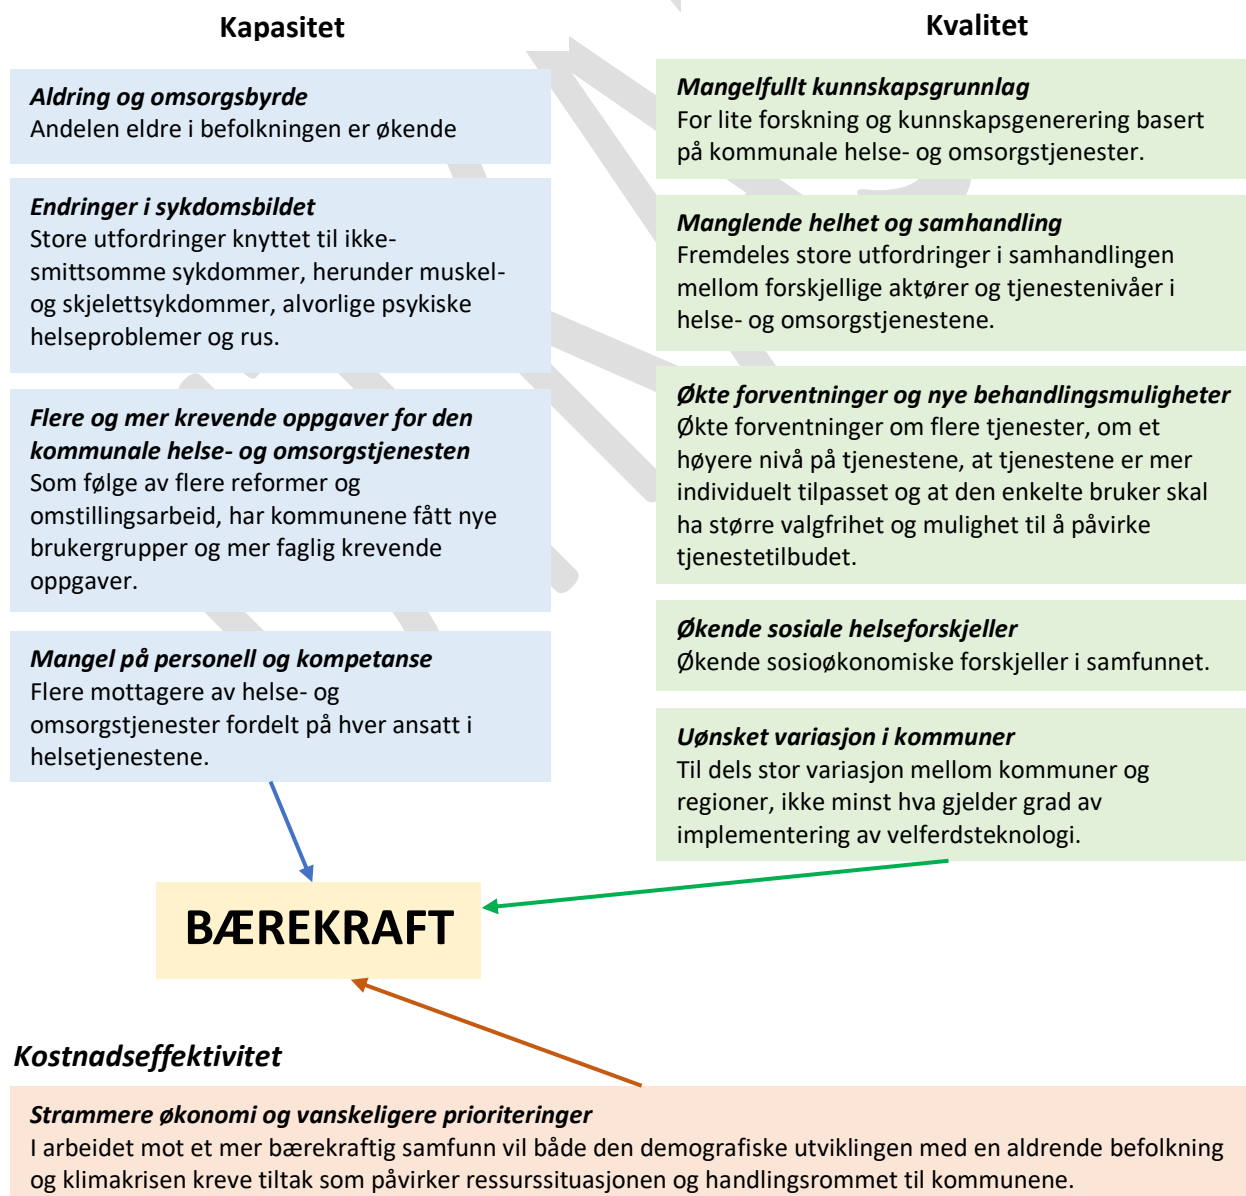 Kapasitet
Aldring og omsorgsbyrde
Andelen eldre i befolkningen er økende
Endringer i sykdomsbildet
Store utfordringer knyttet til ikke-
smittsomme sykdommer, herunder muskel-
og skjelettsykdommer, alvorlige psykiske
helseproblemer og rus.
Flere og mer krevende oppgaver for den
kommunale helse- og omsorgstjenesten
Som følge av flere reformer og
omstillingsarbeid, har kommunene fått nye
brukergrupper og mer faglig krevende
oppgaver.
Mangel på personell og kompetanse
Flere mottagere av helse- og
omsorgstjenester fordelt på hver ansatt i
helsetjenestene.
Kvalitet
Mangelfullt kunnskapsgrunnlag
For lite forskning og kunnskapsgenerering basert
på kommunale helse- og omsorgstjenester.
Manglende helhet og samhandling
Fremdeles store utfordringer i samhandlingen
mellom forskjellige aktører og tjenestenivåer i
helse- og omsorgstjenestene.
Økte forventninger og nye behandlingsmuligheter
Økte forventninger om flere tjenester, om et
høyere nivå på tjenestene, at tjenestene er mer
individuelt tilpasset og at den enkelte bruker skal
ha større valgfrihet og mulighet til å påvirke
tjenestetilbudet.
Økende sosiale helseforskjeller
Økende sosioøkonomiske forskjeller i samfunnet.
Uønsket variasjon i kommuner
Til dels stor variasjon mellom kommuner og
regioner, ikke minst hva gjelder grad av
implementering av velferdsteknologi.
BÆREKRAFT
Kostnadseffektivitet
Strammere økonomi og vanskeligere prioriteringer
I arbeidet mot et mer bærekraftig samfunn vil både den demografiske utviklingen med en aldrende befolkning
og klimakrisen kreve tiltak som påvirker ressurssituasjonen og handlingsrommet til kommunene.